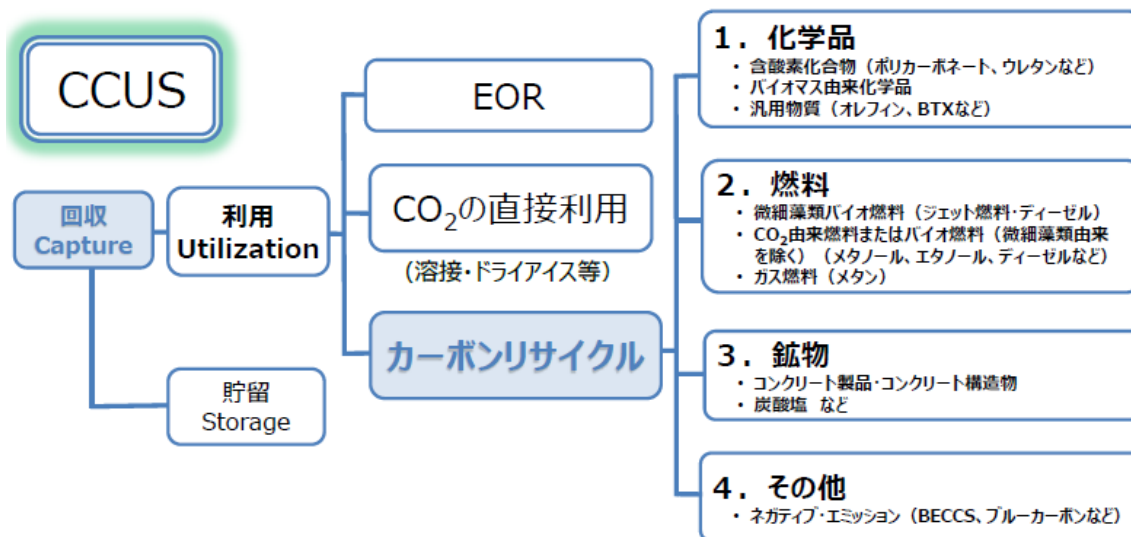 CCUS
回収
Capture
利用
Utilization
貯留
Storage
EOR
CO₂の直接利用
(溶接・ドライアイス等)
カーボンリサイクル
1．化学品
・ 含酸素化合物（ポリカーボネート、ウレタンなど）
・ バイオマス由来化学品
・ 汎用物質（オレフィン、BTXなど）
2．燃料
・ 微細藻類バイオ燃料（ジェット燃料・ディーゼル）
・ CO₂由来燃料またはバイオ燃料（微細藻類由来
を除く）（メタノール、エタノール、ディーゼルなど）
・ ガス燃料（メタン）
3．鉱物
・ コンクリート製品・コンクリート構造物
・ 炭酸塩 など
4．その他
・ ネガティブ・エミッション（BECCS、ブルーカーボンなど）